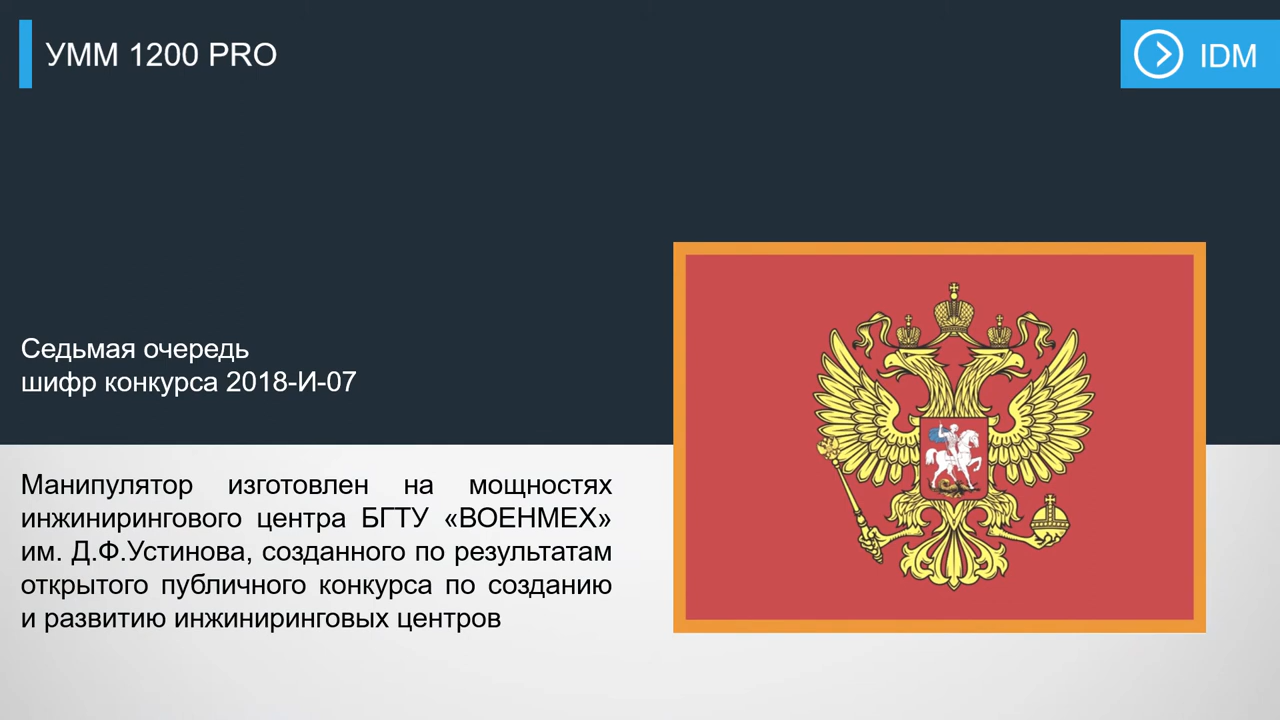 УММ 1200 PRO
IDM
Седьмая очередь
шифр конкурса 2018-И-07
Манипулятор изготовлен на мощностях
инжинирингового центра БГТУ «ВОЕНМЕХ»
им. Д.Ф.Устинова, созданного по результатам
открытого публичного конкурса по созданию
и развитию инжиниринговых центров